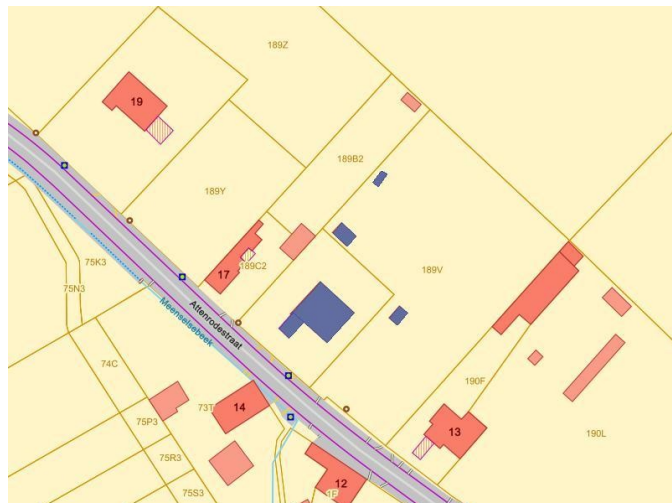 189Z
19
189B2
189Y
189V
17
189C2
75K3
75N3
Attenrodestraat
Meenselsebeek
74C
190F
73T
14
75P3
13
190L
75R3
12
75S3
1F